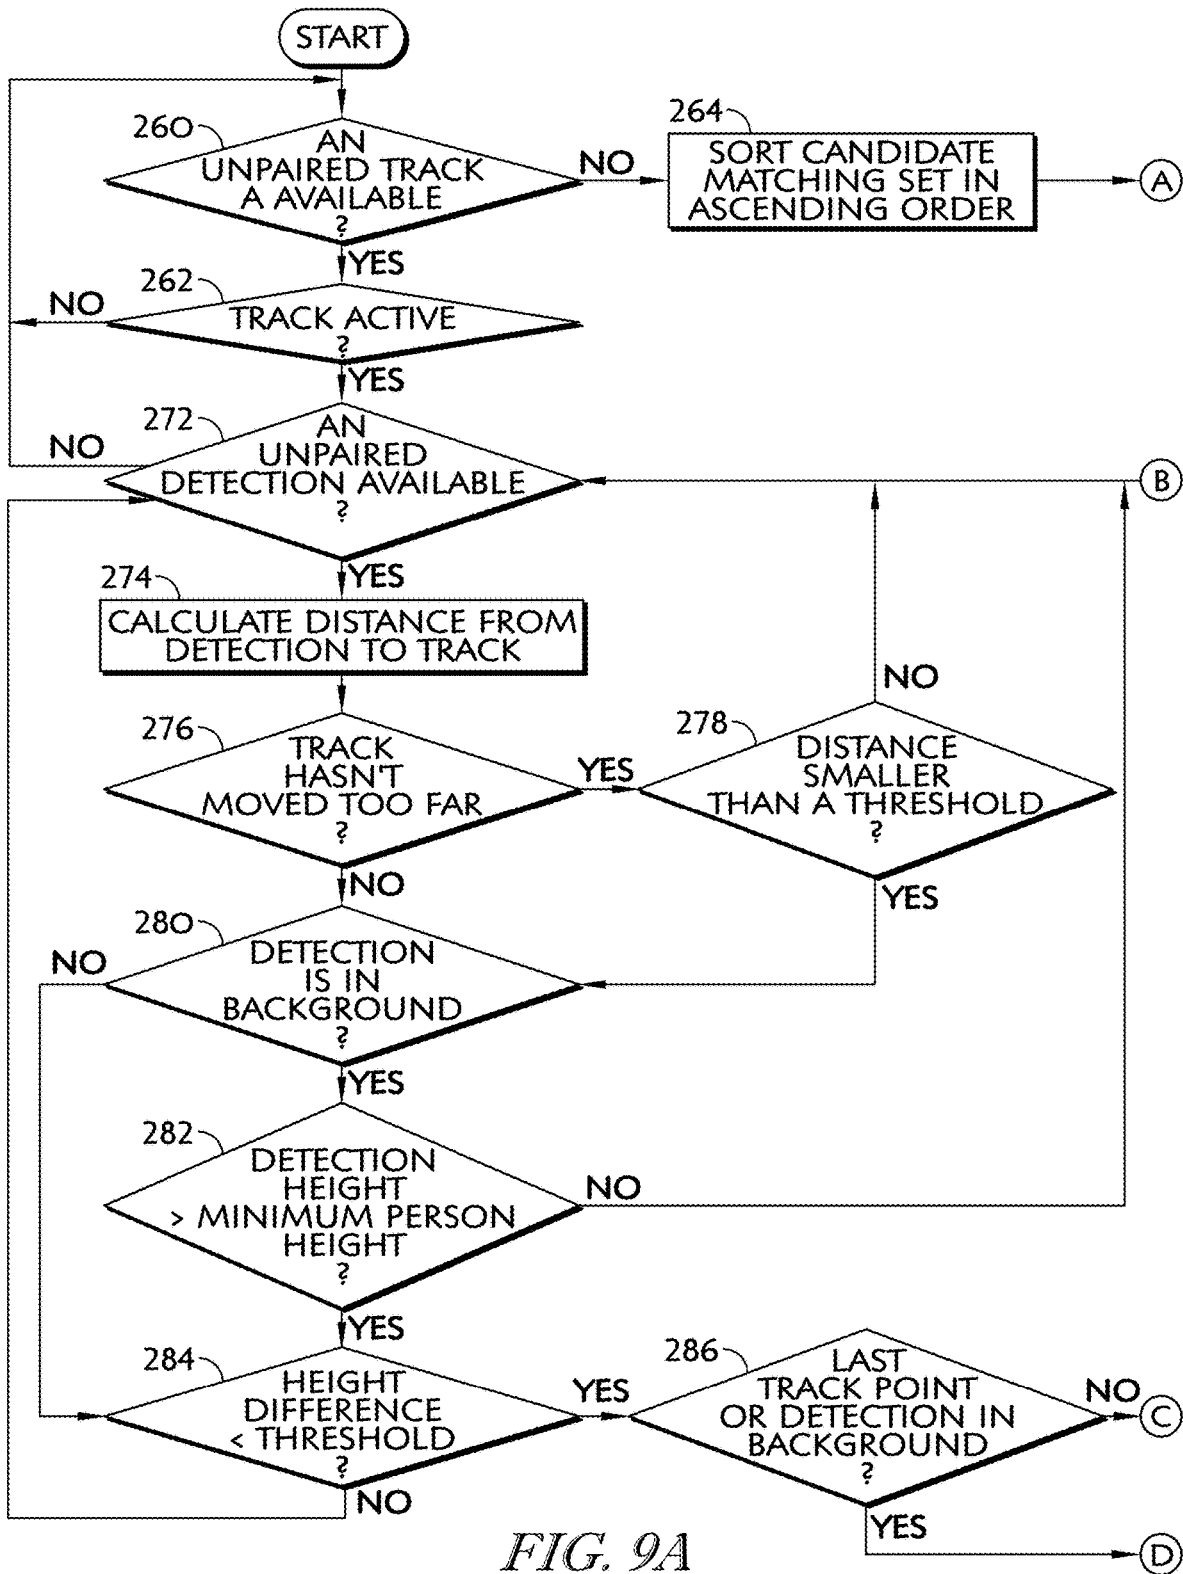 START
260
AN
UNPAIRED TRACK
A AVAILABLE
?
NO
264
SORT CANDIDATE
MATCHING SET IN
ASCENDING ORDER
A
YES
262
NO
TRACK ACTIVE
?
YES
272
NO
AN
UNPAIRED
DETECTION AVAILABLE
?
B
YES
274
CALCULATE DISTANCE FROM
DETECTION TO TRACK
276
TRACK
HASN'T
MOVED TOO FAR
?
YES
278
NO
DISTANCE
SMALLER
THAN A THRESHOLD
?
YES
NO
280
NO
DETECTION
IS IN
BACKGROUND
?
YES
282
DETECTION
HEIGHT
> MINIMUM PERSON
HEIGHT
?
NO
YES
284
HEIGHT
DIFFERENCE
< THRESHOLD
?
YES
NO
286
LAST
TRACK POINT
OR DETECTION IN
BACKGROUND
?
NO
C
YES
D
FIG. 9A